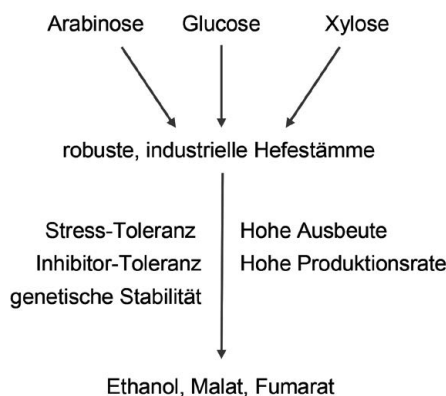 Arabinose Glucose Xylose
robuste, industrielle Hefestämme
Stress-Toleranz Hohe Ausbeute
Inhibitor-Toleranz Hohe Produktionsrate
genetische Stabilität
Ethanol, Malat, Fumarat